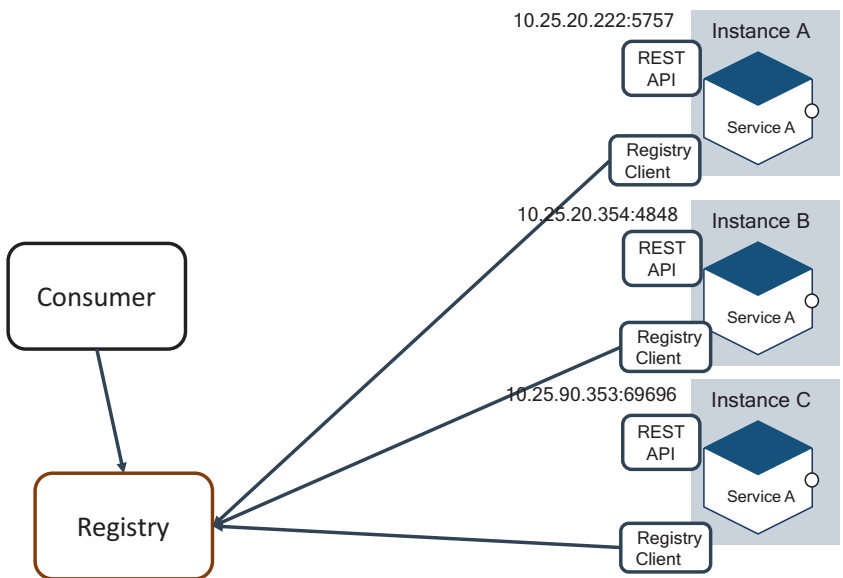 10.25.20.222:5757
Instance A
REST
API
Service A
Registry
Client
10.25.20.354:4848
Instance B
REST
API
Service A
Consumer
Registry
Client
10.25.90.353:69696
Instance C
REST
API
Service A
Registry
Registry
Client